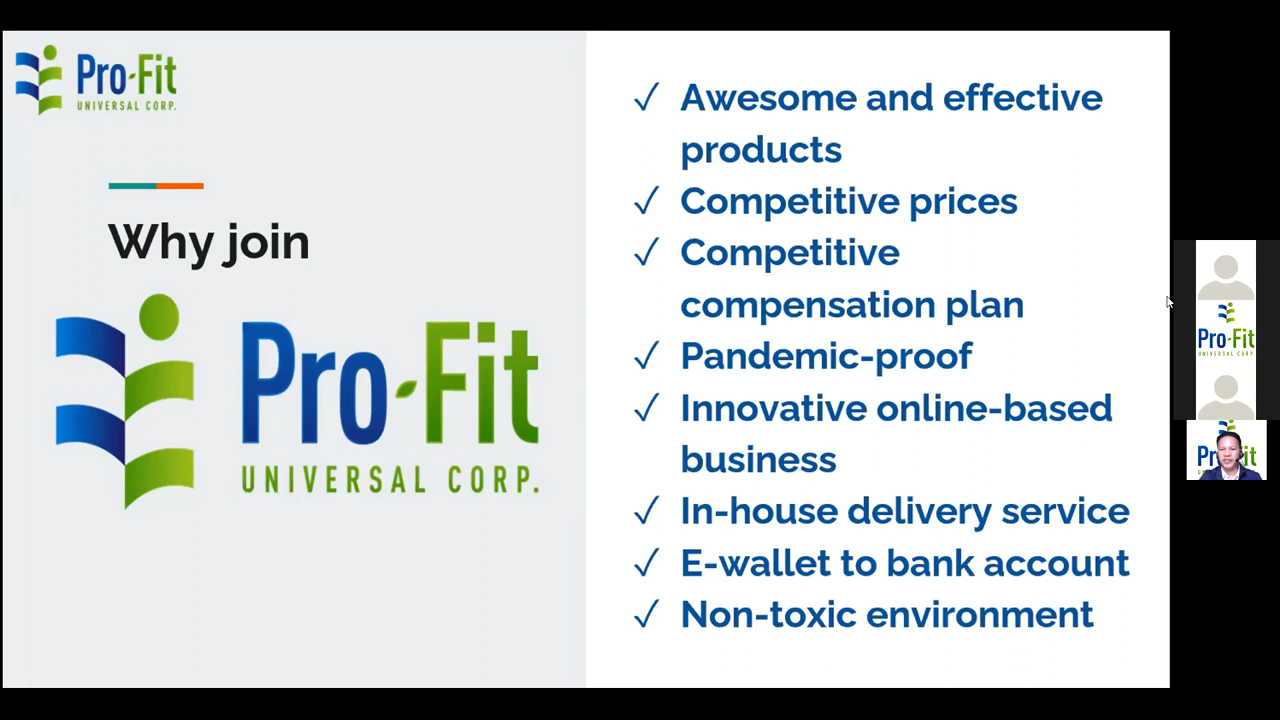 Pro-Fit
UNIVERSAL CORP.
Why join
Pro-Fit
UNIVERSAL CORP.
✓ Awesome and effective
products
✓ Competitive prices
✓ Competitive
compensation plan
✓ Pandemic-proof
✓ Innovative online-based
business
✓ In-house delivery service
✓ E-wallet to bank account
✓ Non-toxic environment
Pro-Fit
UNIVERSAL CORP.